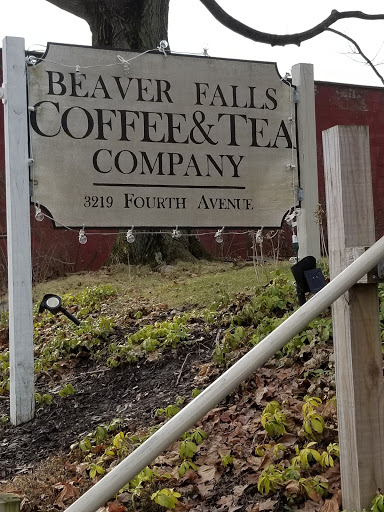 BEAVER FALLS
COFFEE&TEA
COMPANY
3219 FOURTH AVENUE